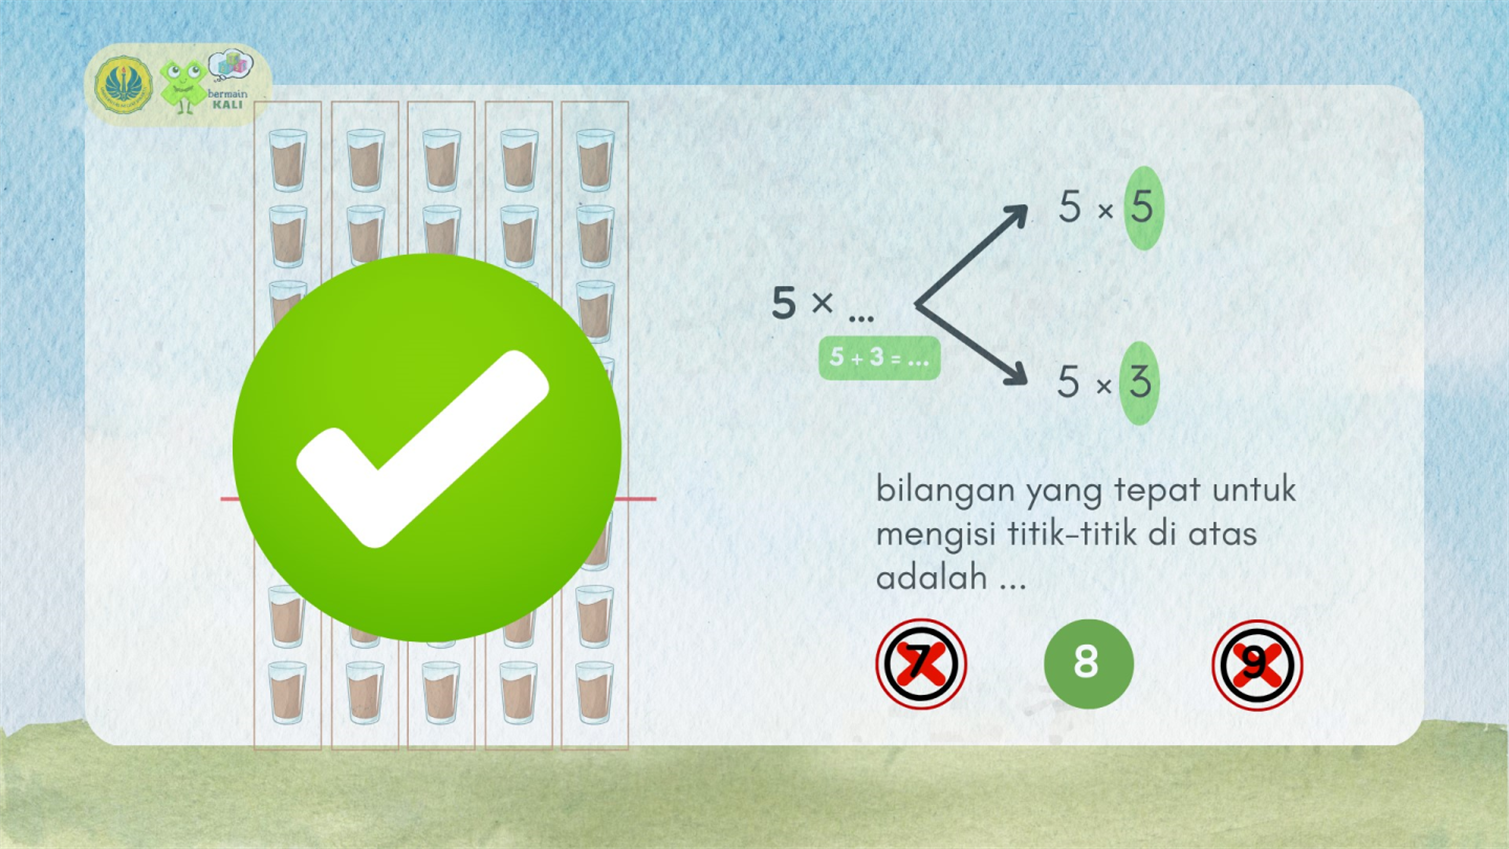 bermain
KALI
5 × 5
5 × ...
5 + 3 = ...
5 × 3
bilangan yang tepat untuk
mengisi titik-titik di atas
adalah ...
7 8 9